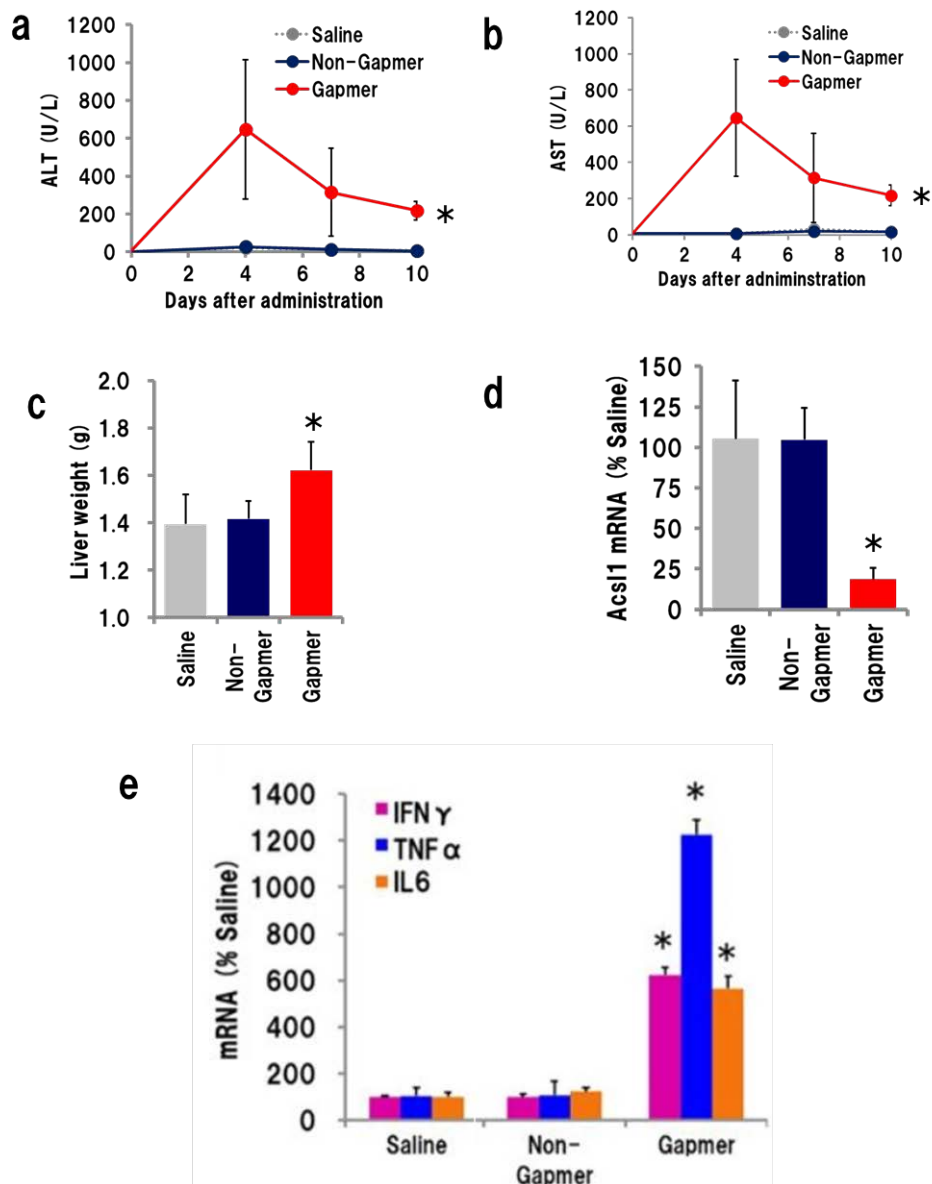 a
ALT (U/L)
1200
1000
800
600
400
200
0
Saline
Non-Gapmer
Gapmer
*
0 2 4 6 8 10
Days after administration
b
AST (U/L)
1200
1000
800
600
400
200
0
Saline
Non-Gapmer
Gapmer
*
0 2 4 6 8 10
Days after adniministration
c
Liver weight (g)
2.0
1.8
1.6
1.4
1.2
1.0
*
Saline
Non-
Gapmer
Gapmer
d
Acsl1 mRNA (% Saline)
150
125
100
75
50
25
0
*
Saline
Non-
Gapmer
Gapmer
e
mRNA (% Saline)
1400
1200
1000
800
600
400
200
0
IFN γ
TNF α
IL6
* * *
Saline
Non-
Gapmer
Gapmer